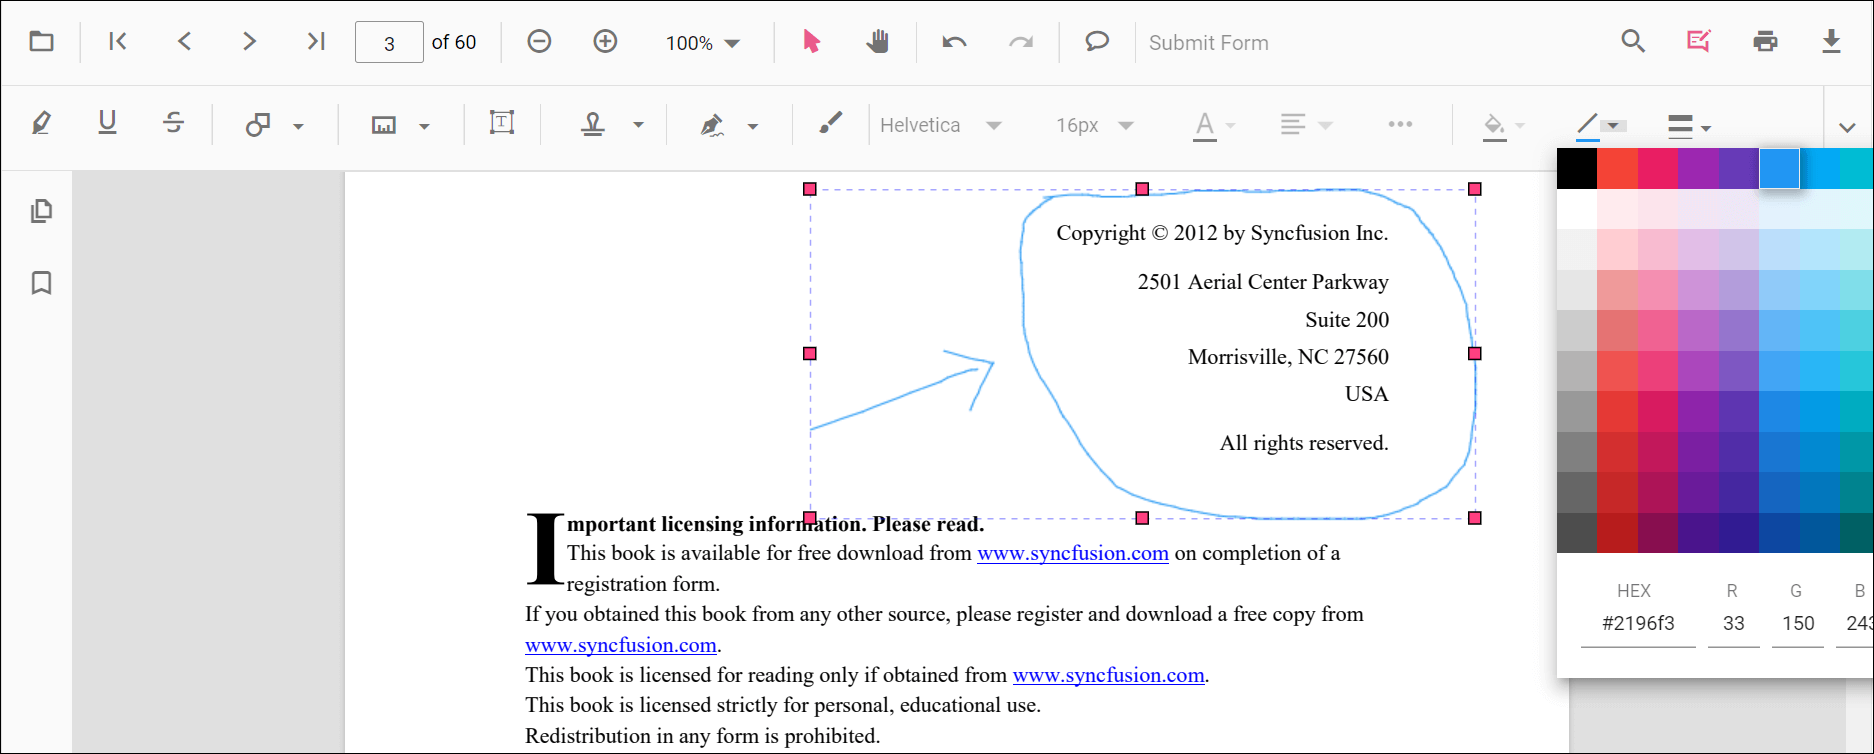 3 of 60
100%
Submit Form
U S
T
Helvetica
16px
A
Copyright © 2012 by Syncfusion Inc.
2501 Aerial Center Parkway
Suite 200
Morrisville, NC 27560
USA
All rights reserved.
Important licensing information. Please read.
This book is available for free download from www.syncfusion.com on completion of a
registration form.
If you obtained this book from any other source, please register and download a free copy from
www.syncfusion.com.
This book is licensed for reading only if obtained from www.syncfusion.com.
This book is licensed strictly for personal, educational use.
Redistribution in any form is prohibited.
HEX R G B
#2196f3 33 150 243